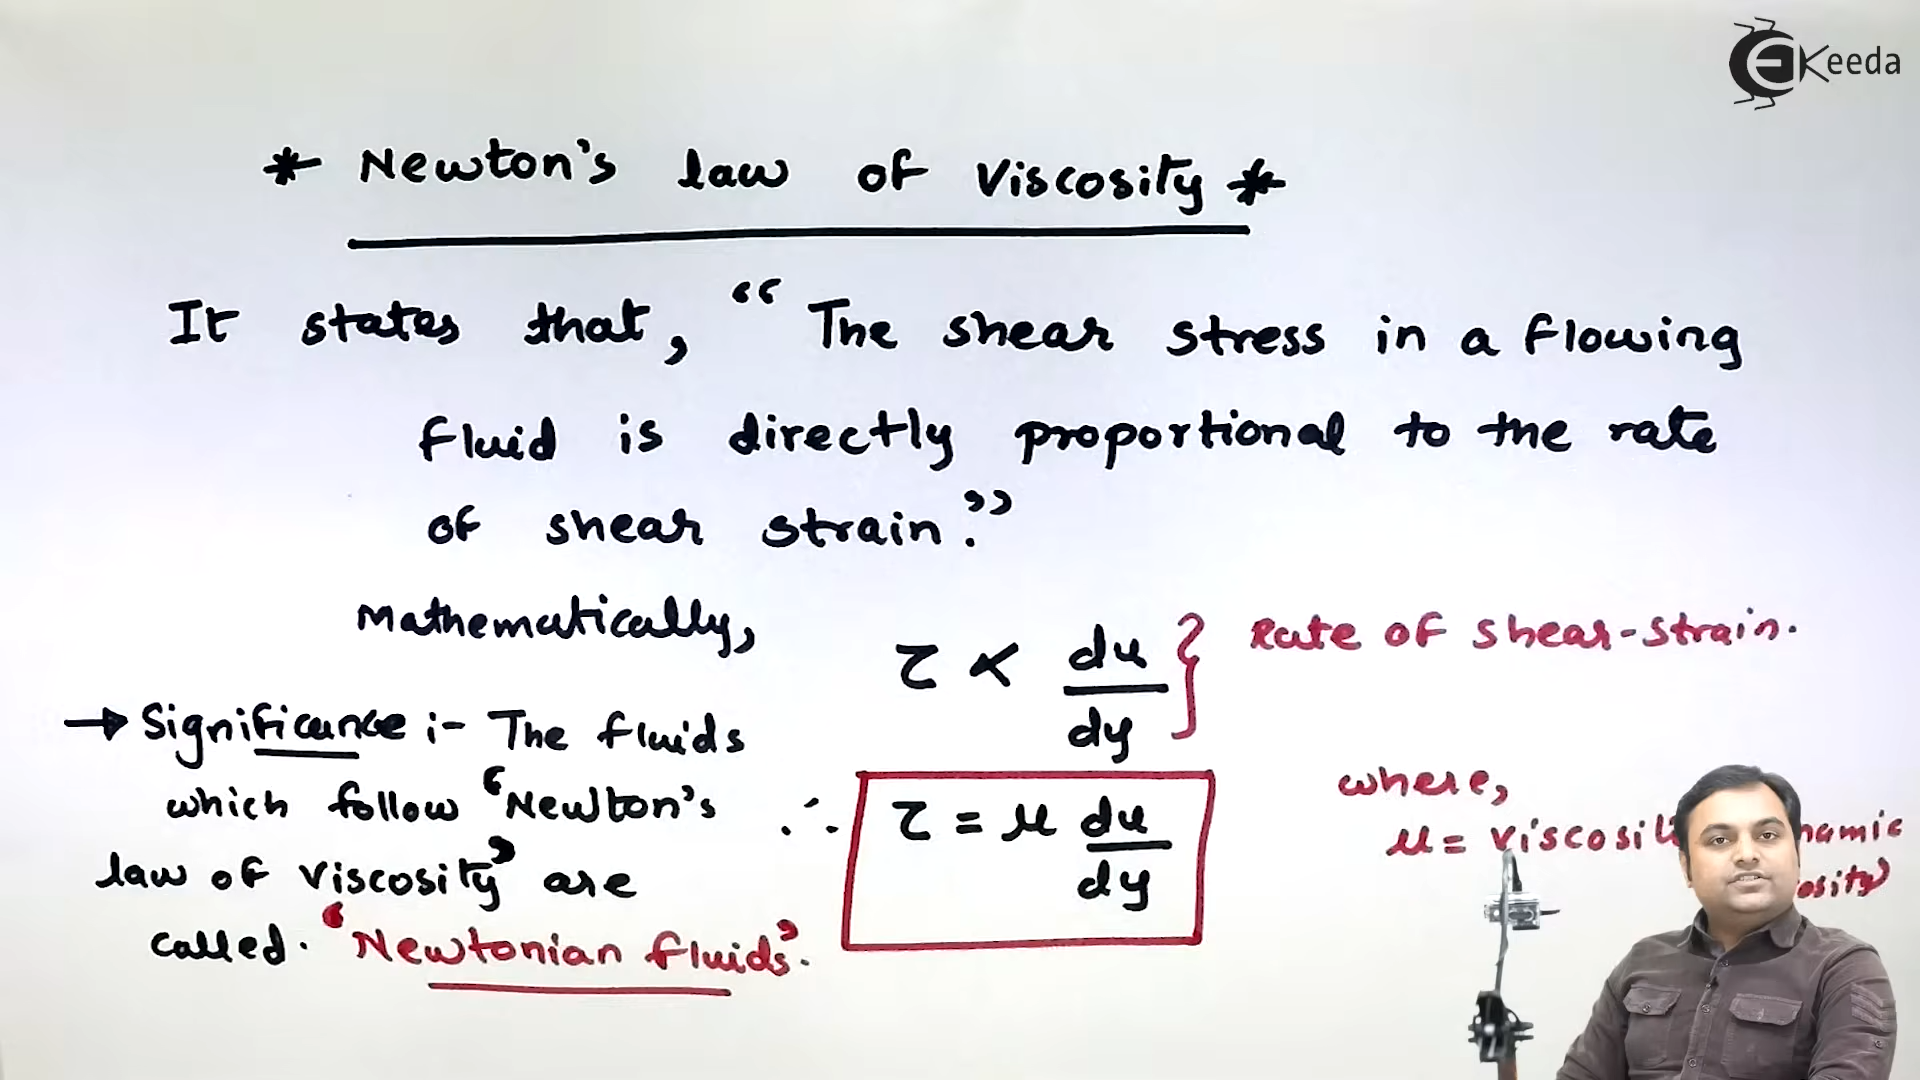 EKeeda
* Newton's law of Viscosity *
It states that, “The shear stress in a flowing
fluid is directly proportional to the rate
of shear strain.”
Mathematically,
τ ∝ du/dy } Rate of shear-strain.
→ Significance :- The fluids
which follow ‘Newton's
law of viscosity’ are
called. ‘Newtonian fluids’.
∴ τ = μ du/dy
where,
μ =